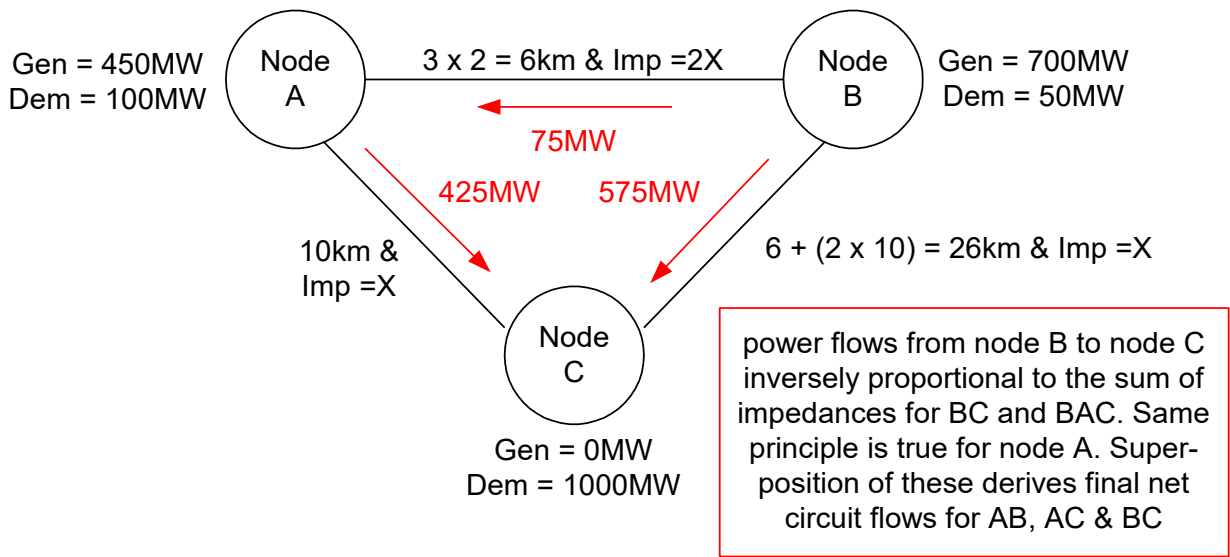 Gen = 450MW
Dem = 100MW
Node
A
3 x 2 = 6km & Imp =2X
Node
B
Gen = 700MW
Dem = 50MW
75MW
425MW
575MW
10km &
Imp =X
6 + (2 x 10) = 26km & Imp =X
Node
C
Gen = 0MW
Dem = 1000MW
power flows from node B to node C
inversely proportional to the sum of
impedances for BC and BAC. Same
principle is true for node A. Super-
position of these derives final net
circuit flows for AB, AC & BC